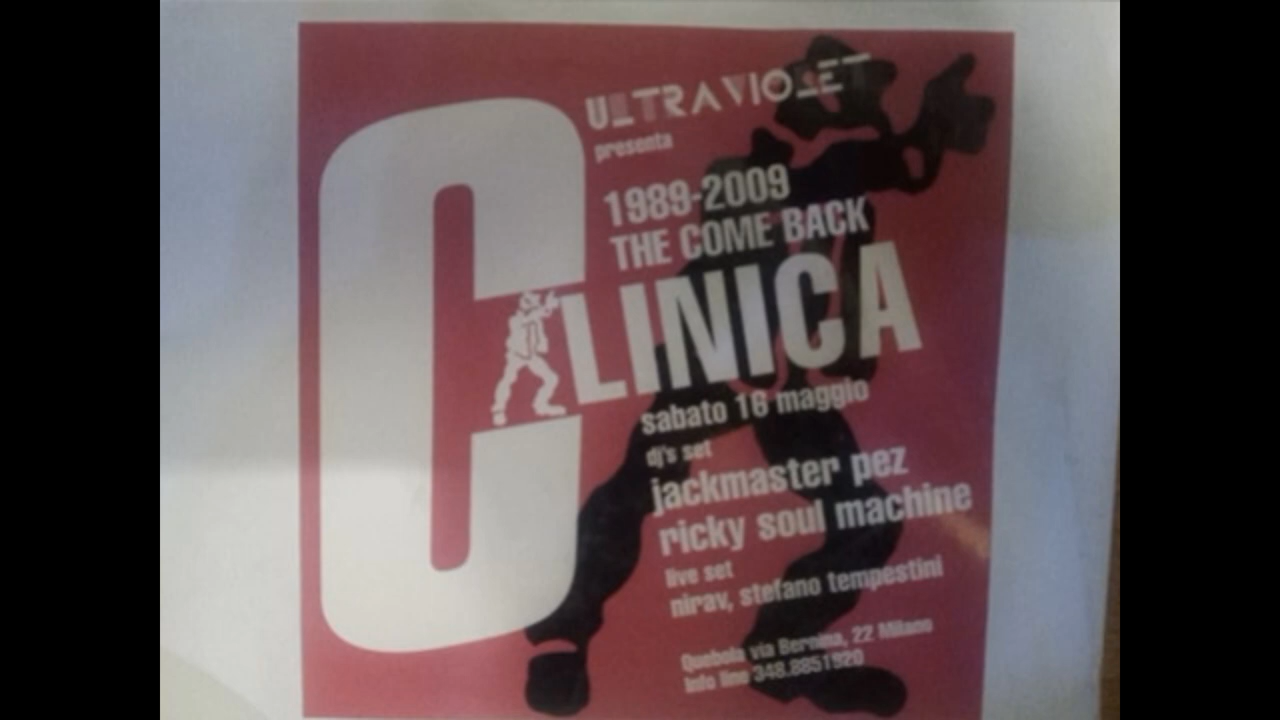 ULTRAVIOLET
presenta
1989-2009
THE COME BACK
CLINICA
sabato 16 maggio
dj's set
jackmaster pez
ricky soul machine
live set
nirav, stefano tempestini
Quebola via Bernina, 22 Milano
Info line 348.8851920